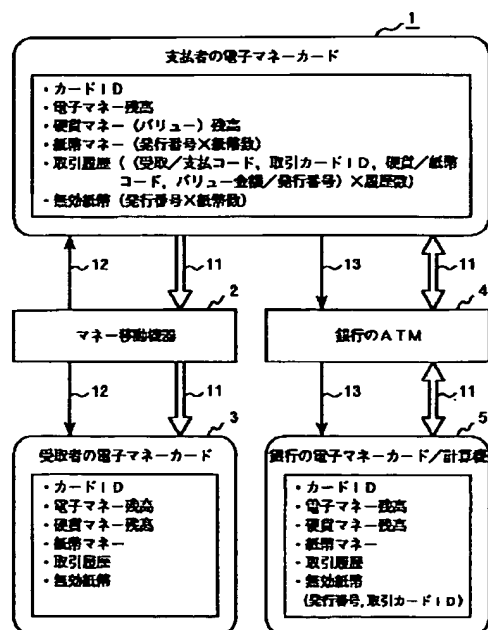 1
支払者の電子マネーカード
・カードID
・電子マネー残高
・硬貨マネー（バリュー）残高
・紙幣マネー（発行番号×紙幣数）
・取引履歴（（受取／支払コード、取引カードID、硬貨／紙幣
コード、バリュー金額／発行番号）×履歴数）
・無効紙幣（発行番号×紙幣数）
12
11
13
11
2
4
マネー移動機器
銀行のATM
12
11
13
11
3
5
受取者の電子マネーカード
・カードID
・電子マネー残高
・硬貨マネー残高
・紙幣マネー
・取引履歴
・無効紙幣
銀行の電子マネーカード／計算機
・カードID
・電子マネー残高
・硬貨マネー残高
・紙幣マネー
・取引履歴
・無効紙幣
（発行番号，取引カードID）